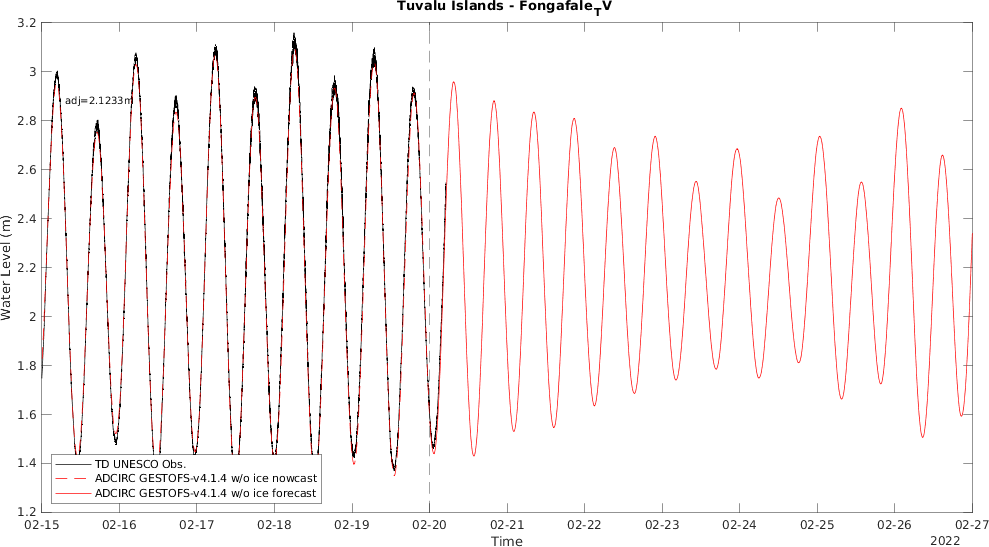 Tuvalu Islands - Fongafale_TV
3.2
3
2.8
2.6
2.4
2.2
2
1.8
1.6
1.4
1.2
Water Level (m)
adj=2.1233m
TD UNESCO Obs.
ADCIRC GESTOFS-v4.1.4 w/o ice nowcast
ADCIRC GESTOFS-v4.1.4 w/o ice forecast
02-15 02-16 02-17 02-18 02-19 02-20 02-21 02-22 02-23 02-24 02-25 02-26 02-27
Time
2022